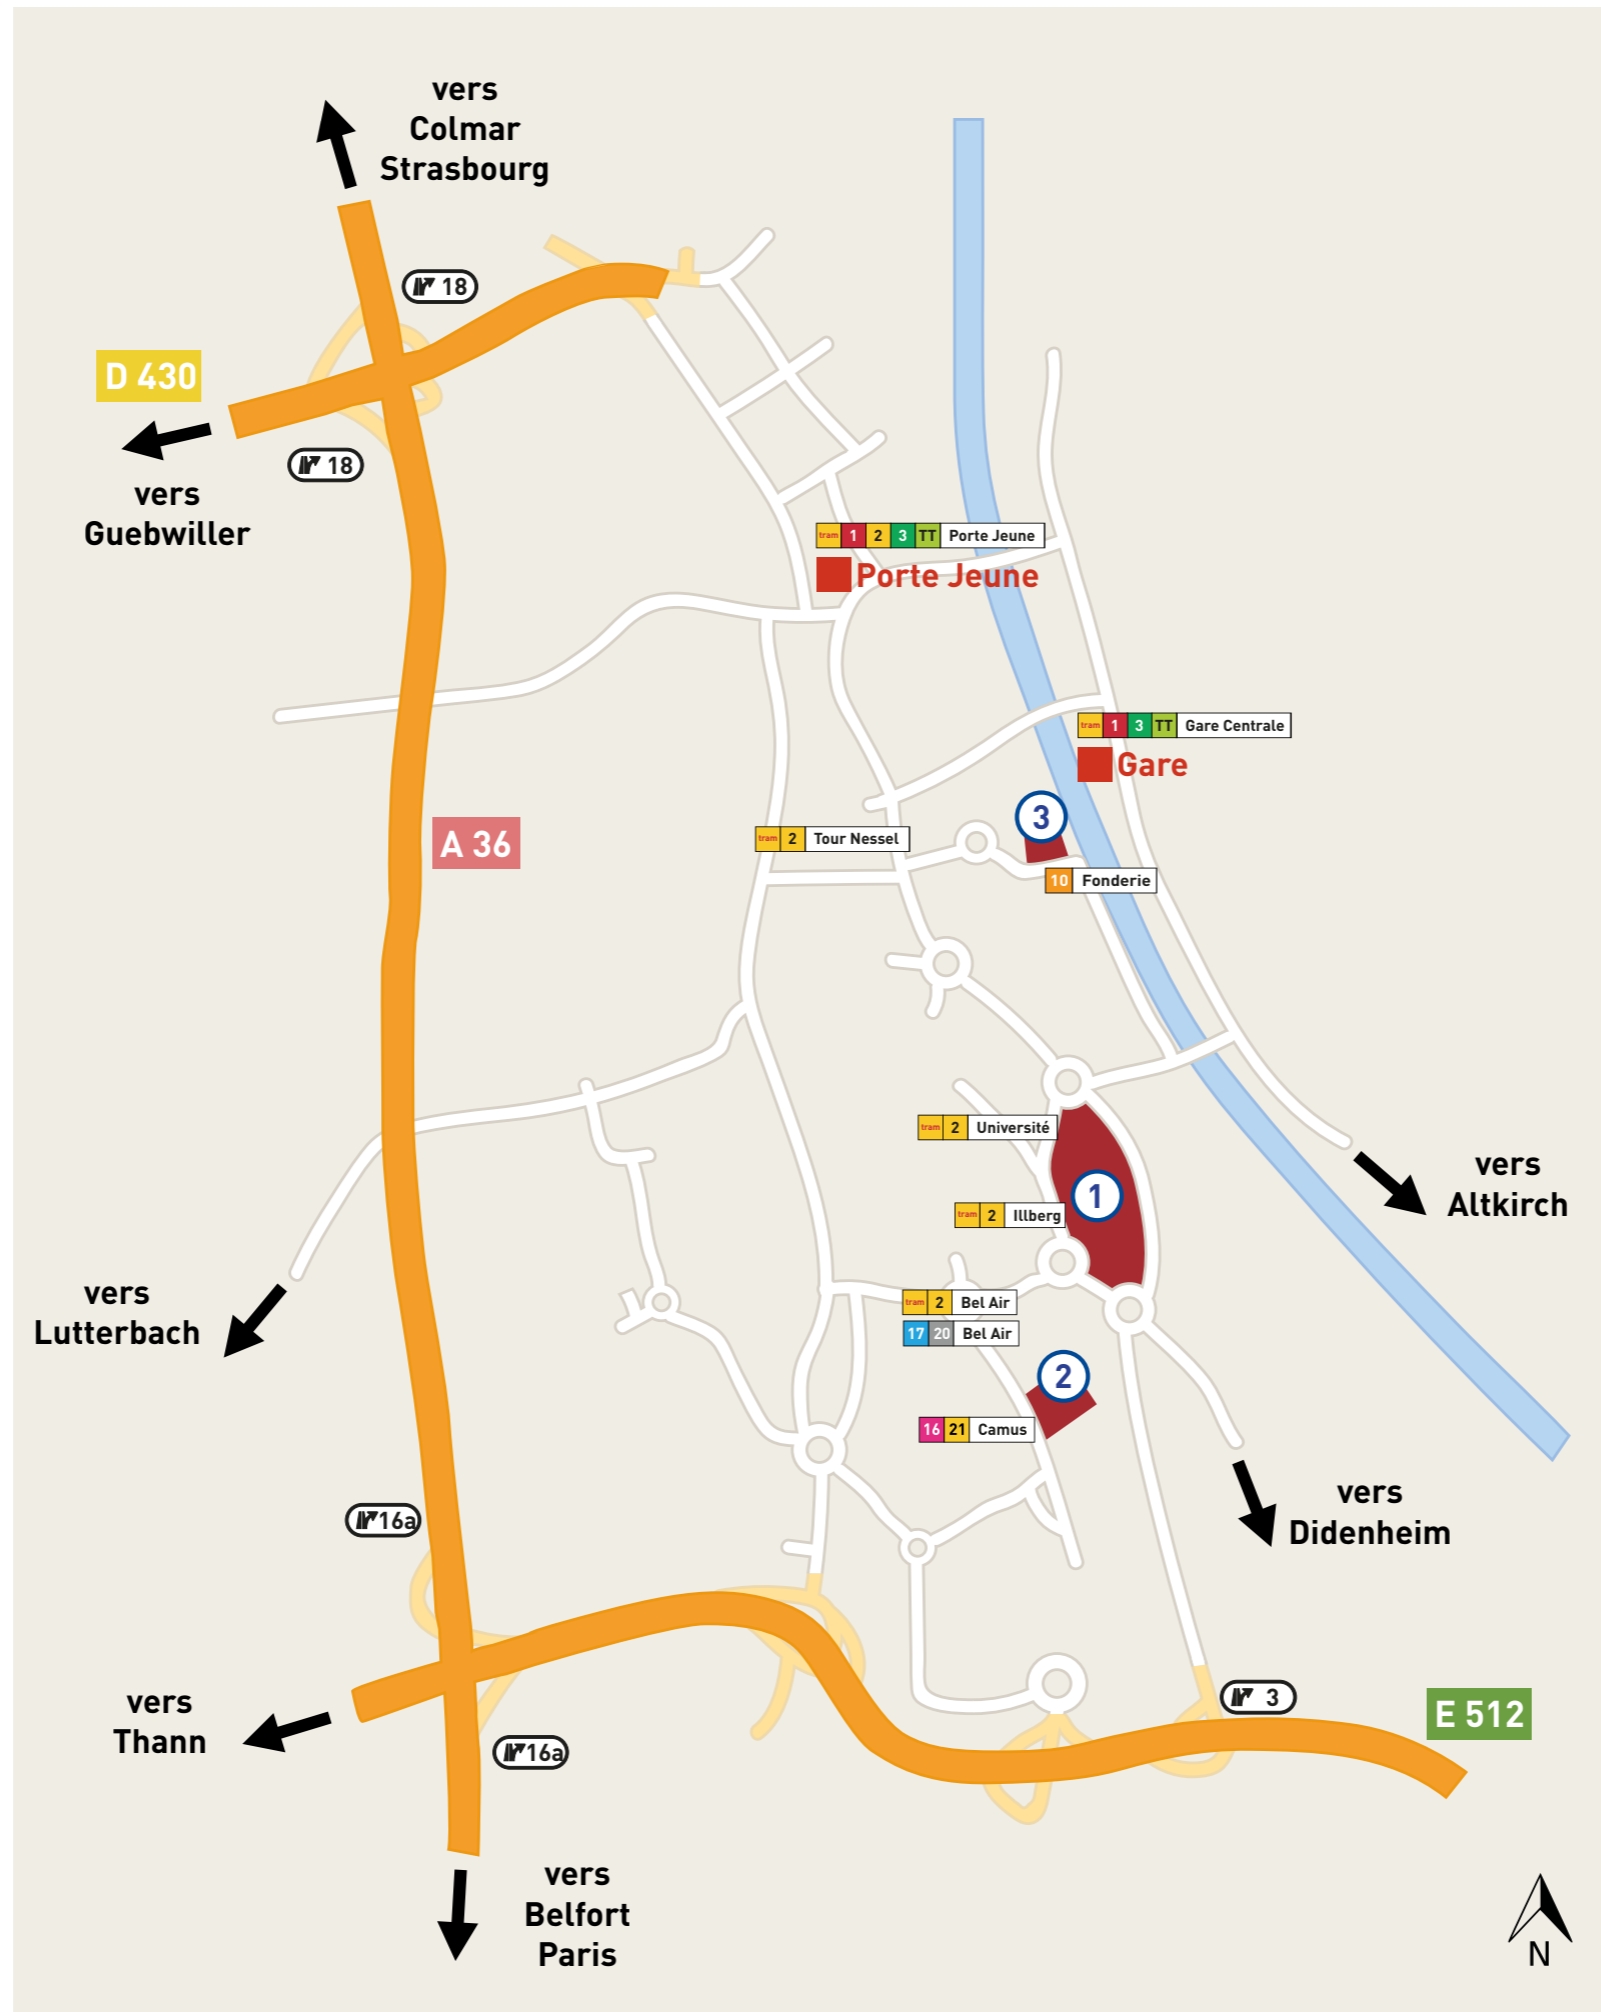 vers
Colmar
Strasbourg
18
D 430
18
vers
Guebwiller
tram 1 2 3 TT Porte Jeune
Porte Jeune
tram 1 3 TT Gare Centrale
Gare
3
tram 2 Tour Nessel
A 36
10 Fonderie
tram 2 Université
vers
Altkirch
1
tram 2 Illberg
vers
Lutterbach
tram 2 Bel Air
17 20 Bel Air
2
16 21 Camus
vers
Didenheim
16a
3
E 512
vers
Thann
16a
vers
Belfort
Paris
N